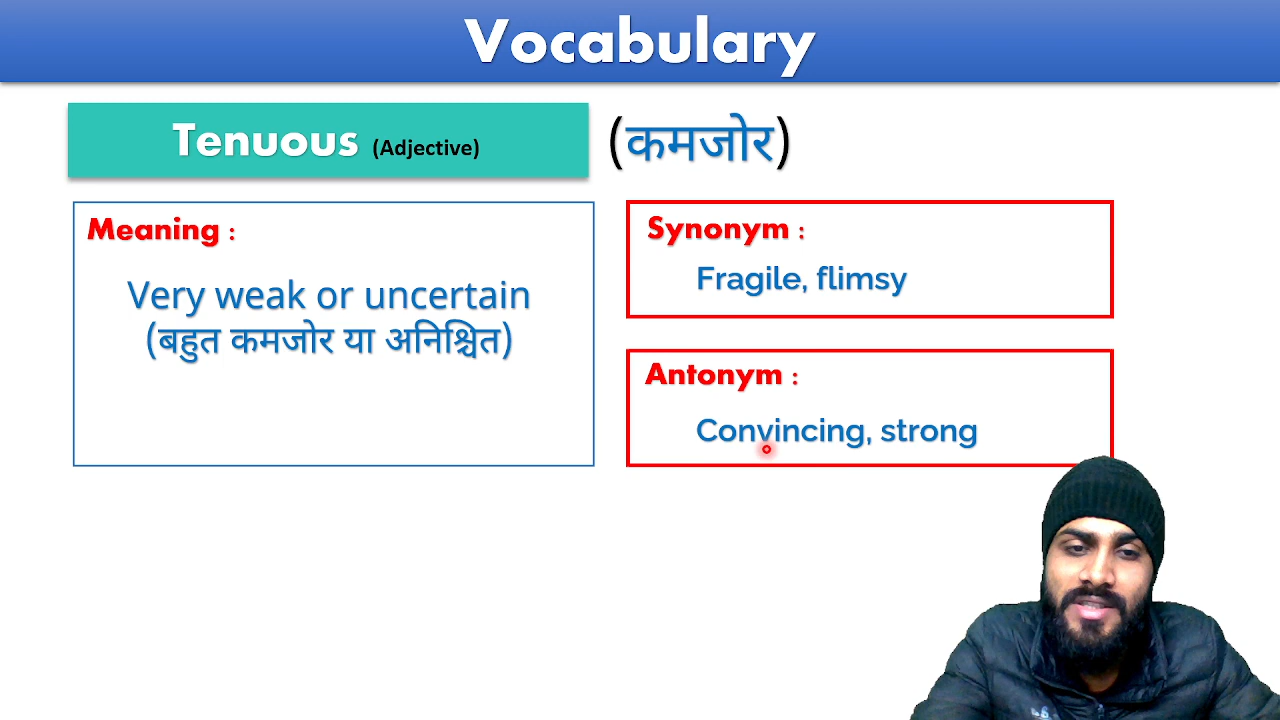 Vocabulary
Tenuous (Adjective) (कमजोर)
Meaning :
Very weak or uncertain
(बहुत कमजोर या अनिश्चित)
Synonym :
Fragile, flimsy
Antonym :
Convincing, strong